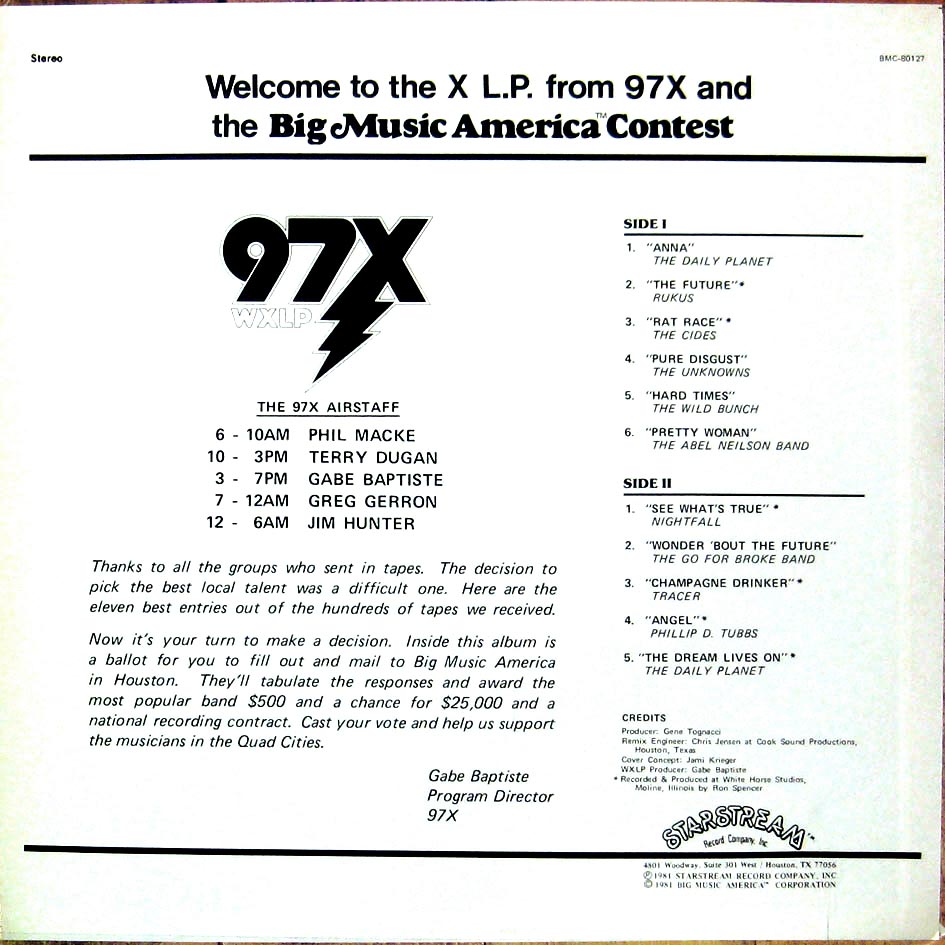 Stereo
BMC-80127
Welcome to the X L.P. from 97X and
the Big Music America™ Contest
97X
WXLP
THE 97X AIRSTAFF
6 - 10AM PHIL MACKE
10 - 3PM TERRY DUGAN
3 - 7PM GABE BAPTISTE
7 - 12AM GREG GERRON
12 - 6AM JIM HUNTER
Thanks to all the groups who sent in tapes. The decision to
pick the best local talent was a difficult one. Here are the
eleven best entries out of the hundreds of tapes we received.
Now it's your turn to make a decision. Inside this album is
a ballot for you to fill out and mail to Big Music America
in Houston. They'll tabulate the responses and award the
most popular band $500 and a chance for $25,000 and a
national recording contract. Cast your vote and help us support
the musicians in the Quad Cities.
Gabe Baptiste
Program Director
97X
SIDE I
1. "ANNA"
THE DAILY PLANET
2. "THE FUTURE"*
RUKUS
3. "RAT RACE" *
THE CIDES
4. "PURE DISGUST"
THE UNKNOWNS
5. "HARD TIMES"
THE WILD BUNCH
6. "PRETTY WOMAN"
THE ABEL NEILSON BAND
SIDE II
1. "SEE WHAT'S TRUE" *
NIGHTFALL
2. "WONDER 'BOUT THE FUTURE"
THE GO FOR BROKE BAND
3. "CHAMPAGNE DRINKER"*
TRACER
4. "ANGEL"*
PHILLIP D. TUBBS
5. "THE DREAM LIVES ON"*
THE DAILY PLANET
CREDITS
Producer: Gene Tognacci
Remix Engineer: Chris Jensen at Cook Sound Productions,
Houston, Texas
Cover Concept: Jami Krieger
WXLP Producer: Gabe Baptiste
* Recorded & Produced at White Horse Studios,
Moline, Illinois by Ron Spencer
STARSTREAM™
Record Company, Inc
4801 Woodway, Suite 301 West / Houston, TX 77056
℗ 1981 STARSTREAM RECORD COMPANY, INC
© 1981 BIG MUSIC AMERICA™ CORPORATION